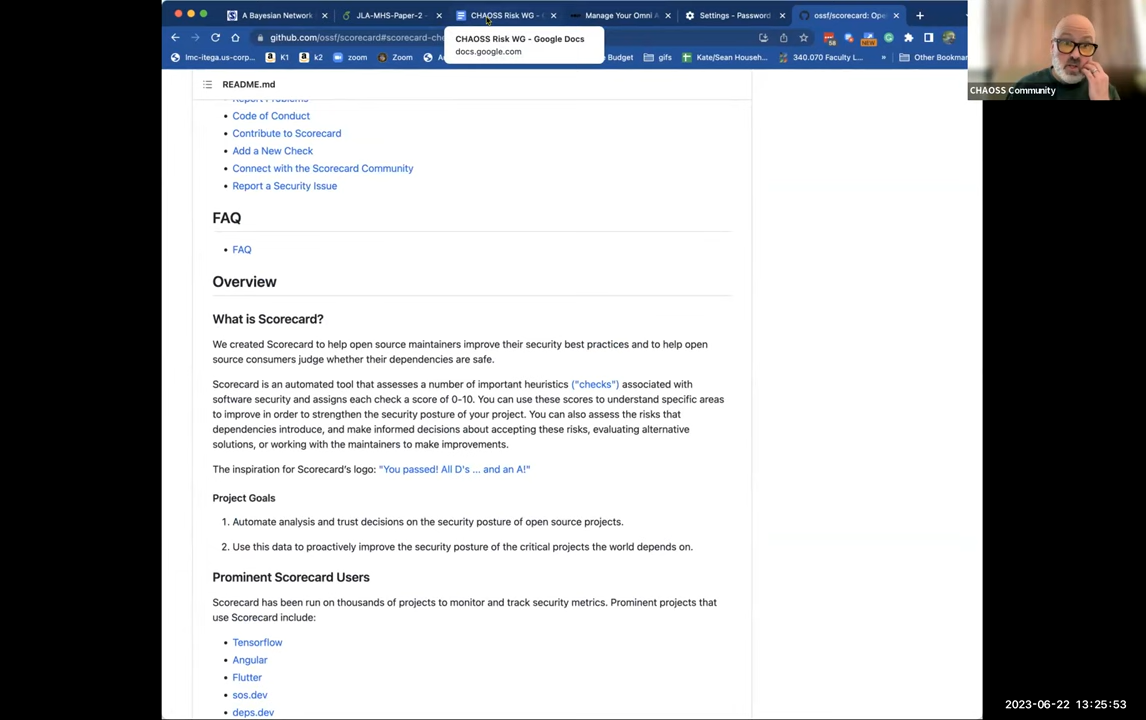 A Bayesian Network
JLA-MHS-Paper-2 -
CHAOSS Risk WG -
Manage Your Omni A
Settings - Password
ossf/scorecard: Ope
github.com/ossf/scorecard#scorecard-che
58
NEW
lmc-itega.us-corp...
K1
k2
zoom
Zoom
Budget
gifs
Kate/Sean Househ...
340.070 Faculty L...
»
Other Bookmar
CHAOSS Risk WG - Google Docs
docs.google.com
CHAOSS Community
README.md
Report Problems
Code of Conduct
Contribute to Scorecard
Add a New Check
Connect with the Scorecard Community
Report a Security Issue
FAQ
FAQ
Overview
What is Scorecard?
We created Scorecard to help open source maintainers improve their security best practices and to help open
source consumers judge whether their dependencies are safe.
Scorecard is an automated tool that assesses a number of important heuristics ("checks") associated with
software security and assigns each check a score of 0-10. You can use these scores to understand specific areas
to improve in order to strengthen the security posture of your project. You can also assess the risks that
dependencies introduce, and make informed decisions about accepting these risks, evaluating alternative
solutions, or working with the maintainers to make improvements.
The inspiration for Scorecard's logo: "You passed! All D's ... and an A!"
Project Goals
1. Automate analysis and trust decisions on the security posture of open source projects.
2. Use this data to proactively improve the security posture of the critical projects the world depends on.
Prominent Scorecard Users
Scorecard has been run on thousands of projects to monitor and track security metrics. Prominent projects that
use Scorecard include:
Tensorflow
Angular
Flutter
sos.dev
deps.dev
2023-06-22 13:25:53